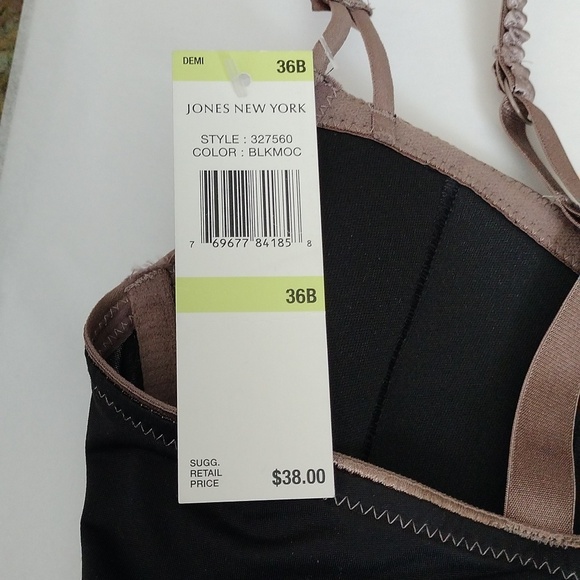 DEMI 36B
JONES NEW YORK
STYLE : 327560
COLOR : BLKMOC
7 69677 84185 8
36B
SUGG.
RETAIL
PRICE $38.00